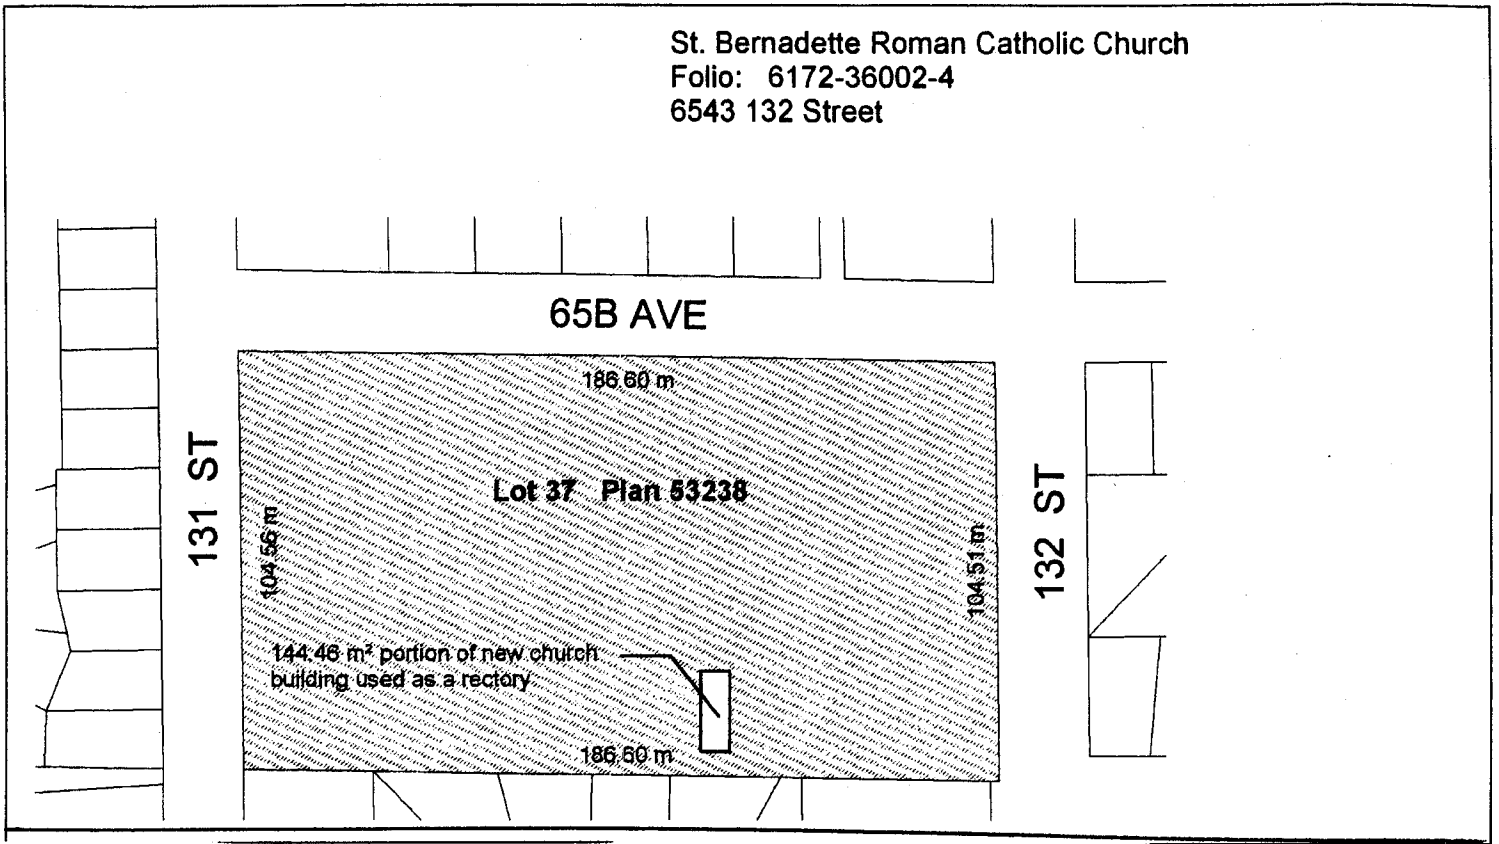 St. Bernadette Roman Catholic Church
Folio: 6172-36002-4
6543 132 Street
65B AVE
186.60 m
131 ST
Lot 37 Plan 53238
132 ST
104.56 m
104.51 m
144.46 m² portion of new church
building used as a rectory
186.60 m